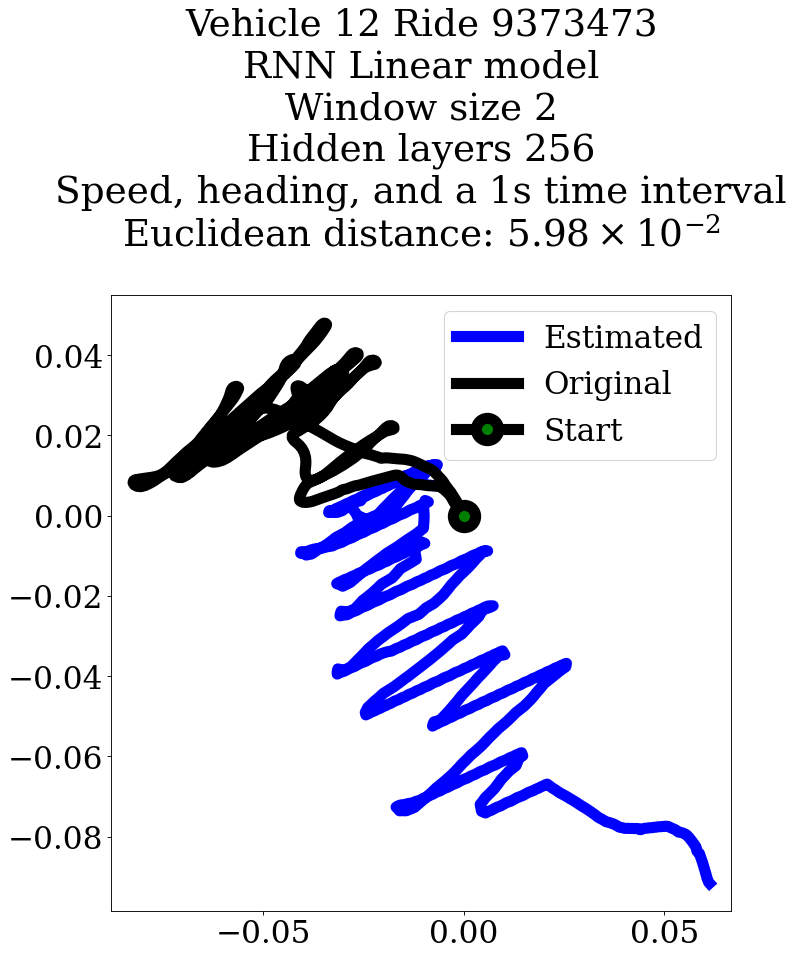 Vehicle 12 Ride 9373473
RNN Linear model
Window size 2
Hidden layers 256
Speed, heading, and a 1s time interval
Euclidean distance: 5.98 × 10⁻²
Estimated
Original
Start
0.04
0.02
0.00
−0.02
−0.04
−0.06
−0.08
−0.05 0.00 0.05